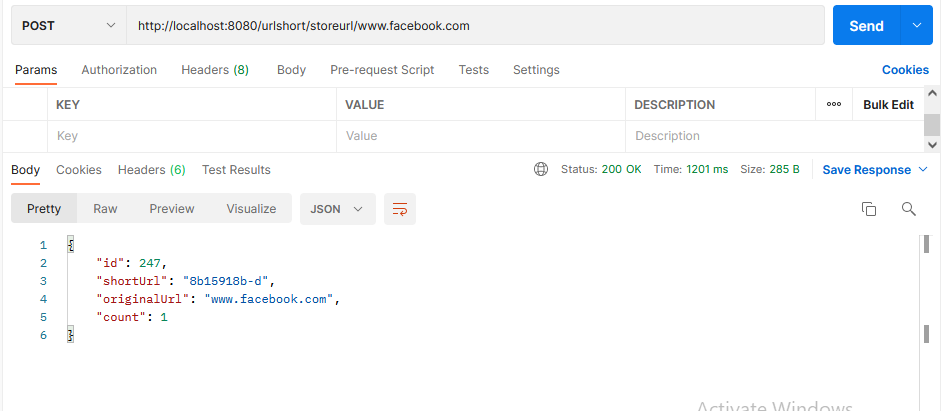 POST http://localhost:8080/urlshort/storeurl/www.facebook.com Send
Params Authorization Headers (8) Body Pre-request Script Tests Settings Cookies
KEY VALUE DESCRIPTION ooo Bulk Edit
Key Value Description
Body Cookies Headers (6) Test Results Status: 200 OK Time: 1201 ms Size: 285 B Save Response
Pretty Raw Preview Visualize JSON
1 {
2 "id": 247,
3 "shortUrl": "8b15918b-d",
4 "originalUrl": "www.facebook.com",
5 "count": 1
6 }
Activate Windows